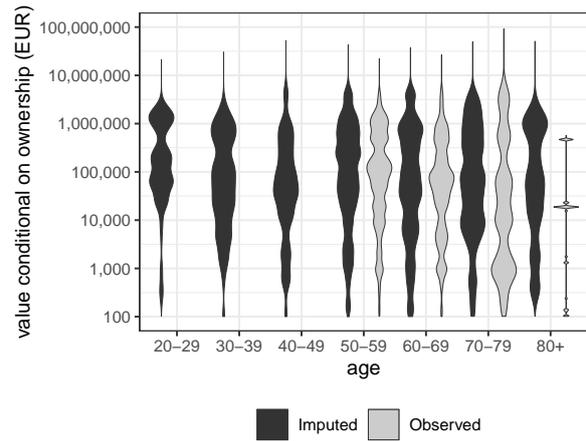 value conditional on ownership (EUR)
100,000,000
10,000,000
1,000,000
100,000
10,000
1,000
100
20−29 30−39 40−49 50−59 60−69 70−79 80+
age
Imputed Observed